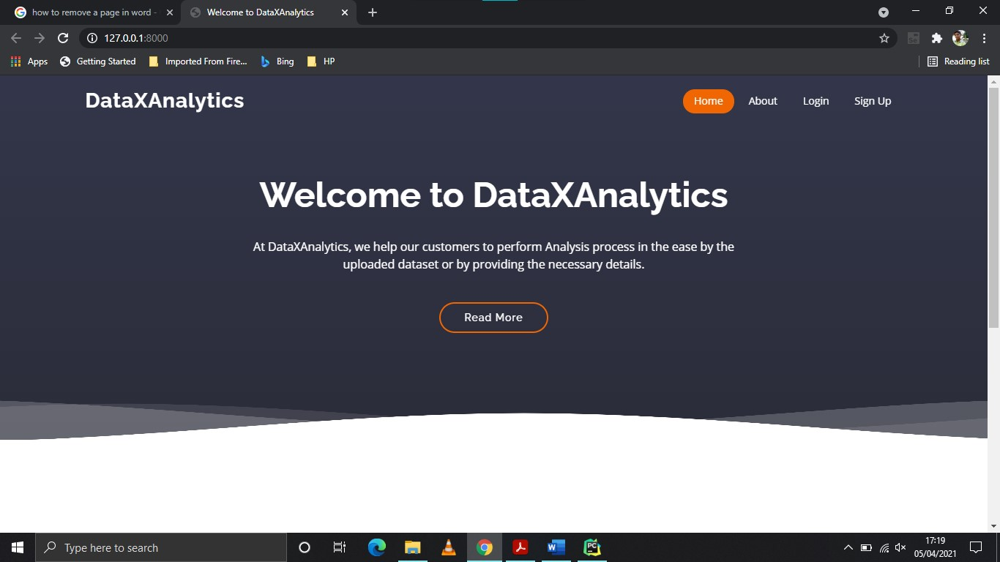 how to remove a page in word -
Welcome to DataXAnalytics
127.0.0.1:8000
Apps
Getting Started
Imported From Fire...
Bing
HP
Reading list
DataXAnalytics
Home
About
Login
Sign Up
Welcome to DataXAnalytics
At DataXAnalytics, we help our customers to perform Analysis process in the ease by the
uploaded dataset or by providing the necessary details.
Read More
Type here to search
PC
17:19
05/04/2021